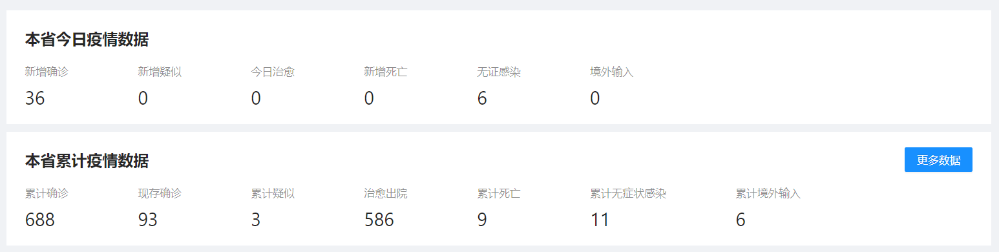 本省今日疫情数据
新增确诊 新增疑似 今日治愈 新增死亡 无证感染 境外输入
36 0 0 0 6 0
本省累计疫情数据 更多数据
累计确诊 现存确诊 累计疑似 治愈出院 累计死亡 累计无症状感染 累计境外输入
688 93 3 586 9 11 6